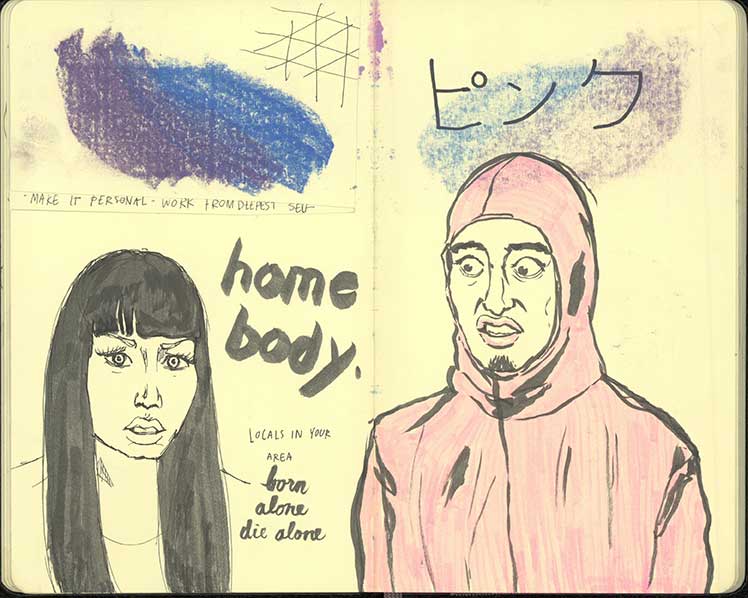 ·MAKE IT PERSONAL - WORK FROM DEEPEST SELF
home
body.
LOCALS IN YOUR
AREA
born
alone
die alone
ピンク